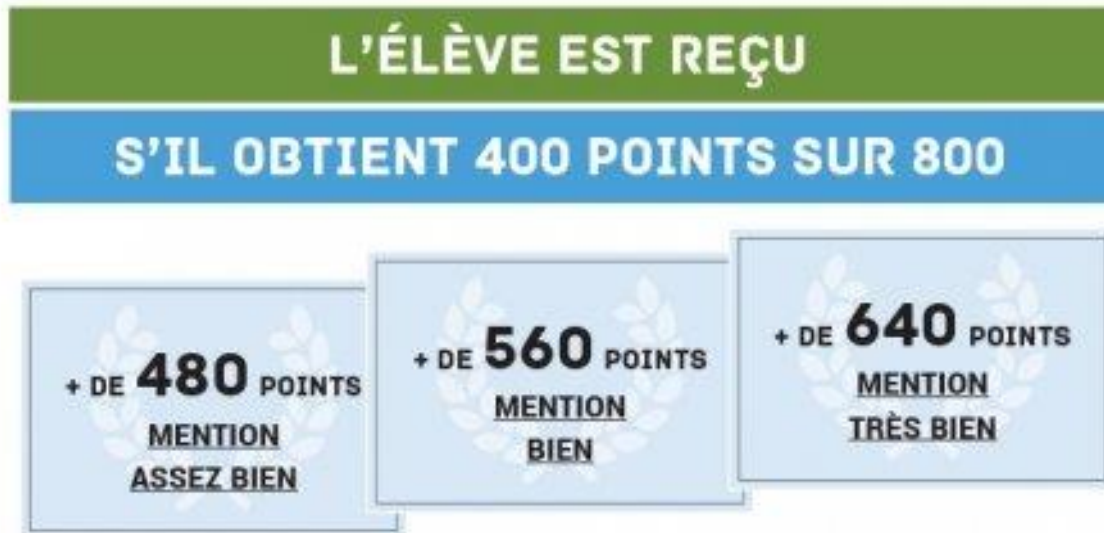 L'ÉLÈVE EST REÇU
S'IL OBTIENT 400 POINTS SUR 800
+ DE 480 POINTS
MENTION
ASSEZ BIEN
+ DE 560 POINTS
MENTION
BIEN
+ DE 640 POINTS
MENTION
TRÈS BIEN